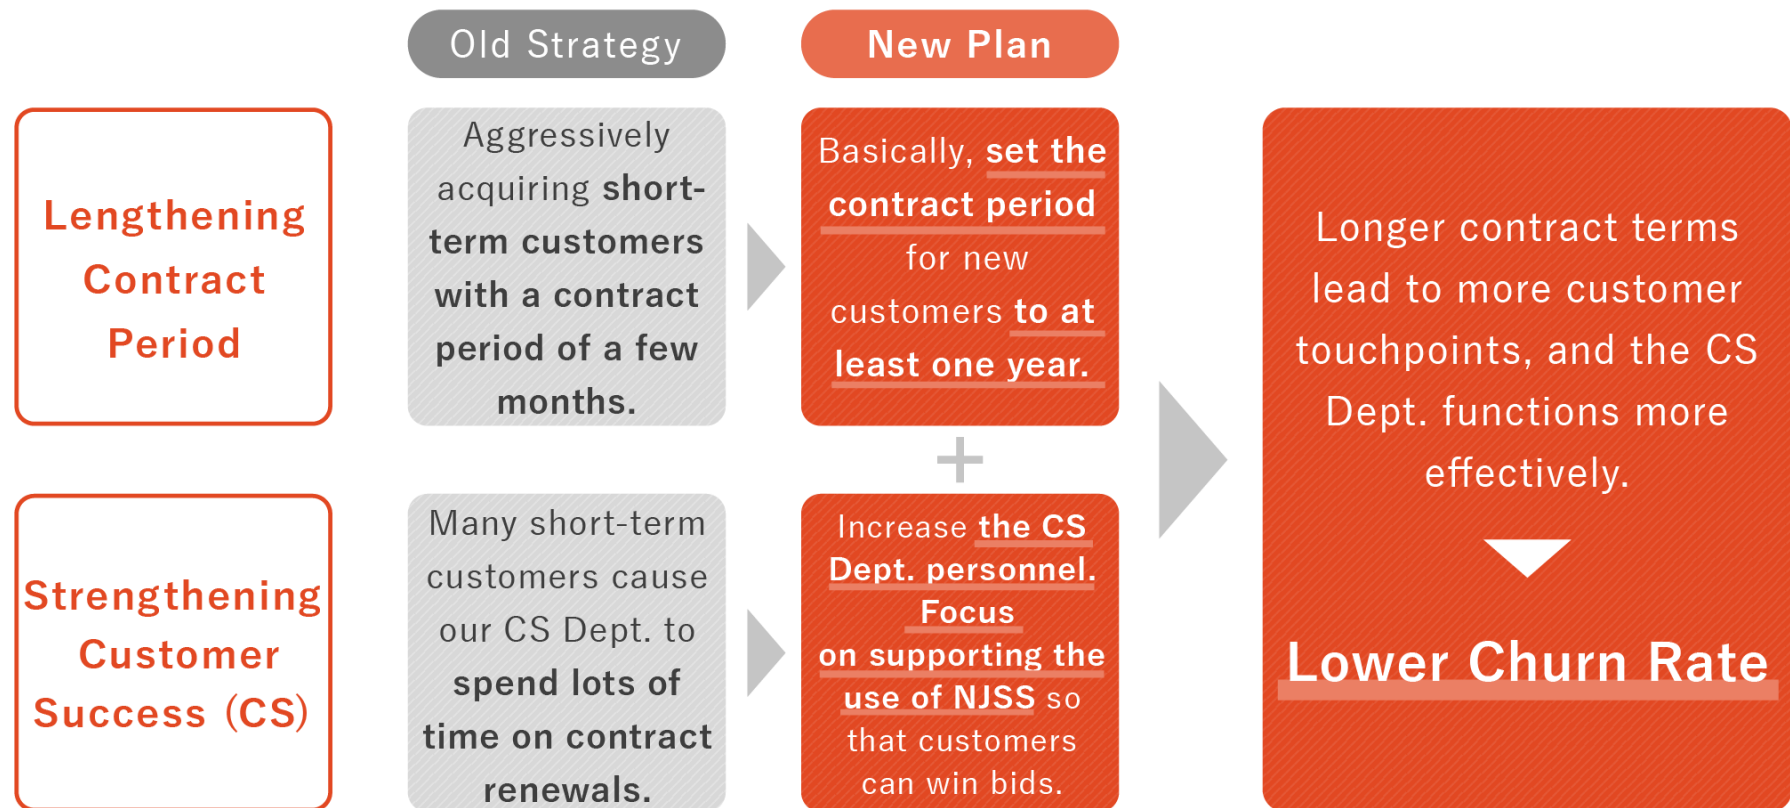 Old Strategy
New Plan
Lengthening
Contract
Period
Aggressively
acquiring short-
term customers
with a contract
period of a few
months.
Basically, set the
contract period
for new
customers to at
least one year.
+
Strengthening
Customer
Success (CS)
Many short-term
customers cause
our CS Dept. to
spend lots of
time on contract
renewals.
Increase the CS
Dept. personnel.
Focus
on supporting the
use of NJSS so
that customers
can win bids.
Longer contract terms
lead to more customer
touchpoints, and the CS
Dept. functions more
effectively.
Lower Churn Rate